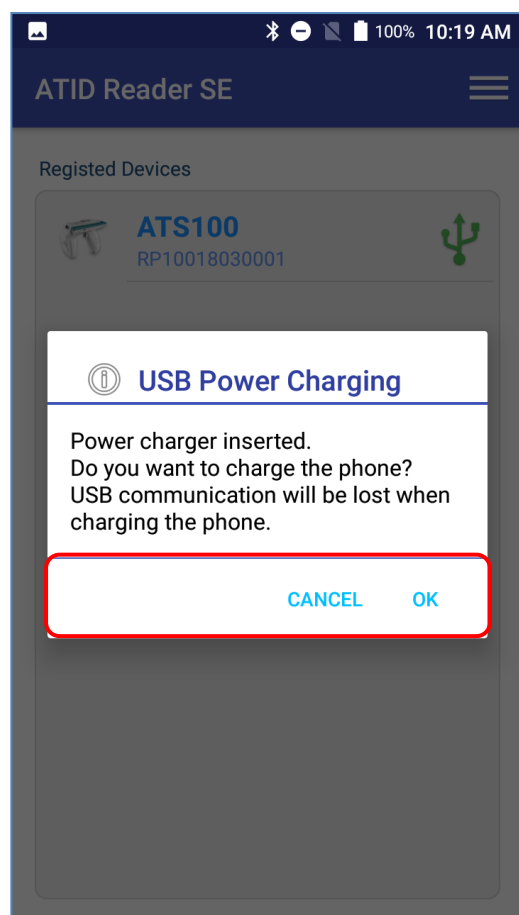 100% 10:19 AM
ATID Reader SE
Registed Devices
ATS100
RP10018030001
USB Power Charging
Power charger inserted.
Do you want to charge the phone?
USB communication will be lost when
charging the phone.
CANCEL OK